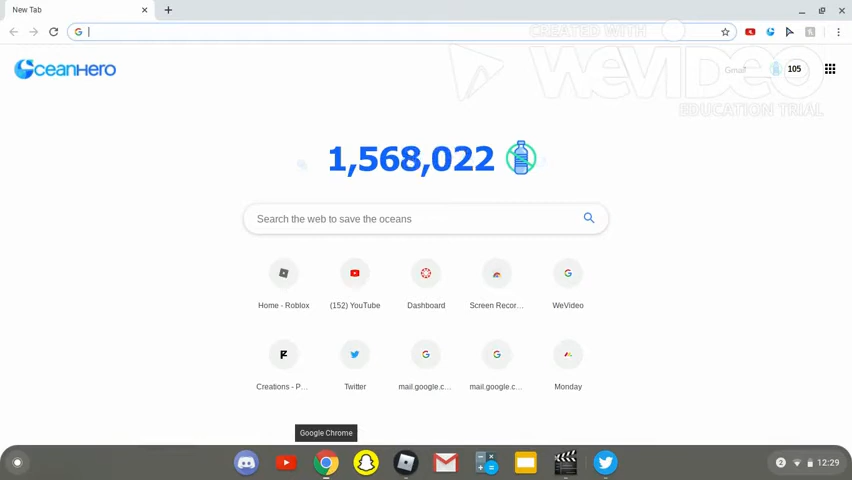 New Tab
CREATED WITH
WeVideo
EDUCATION TRIAL
OceanHero
Gmail
105
1,568,022
Search the web to save the oceans
Home - Roblox
(152) YouTube
Dashboard
Screen Recor...
WeVideo
Creations - P...
Twitter
mail.google.c...
mail.google.c...
Monday
Google Chrome
2
12:29